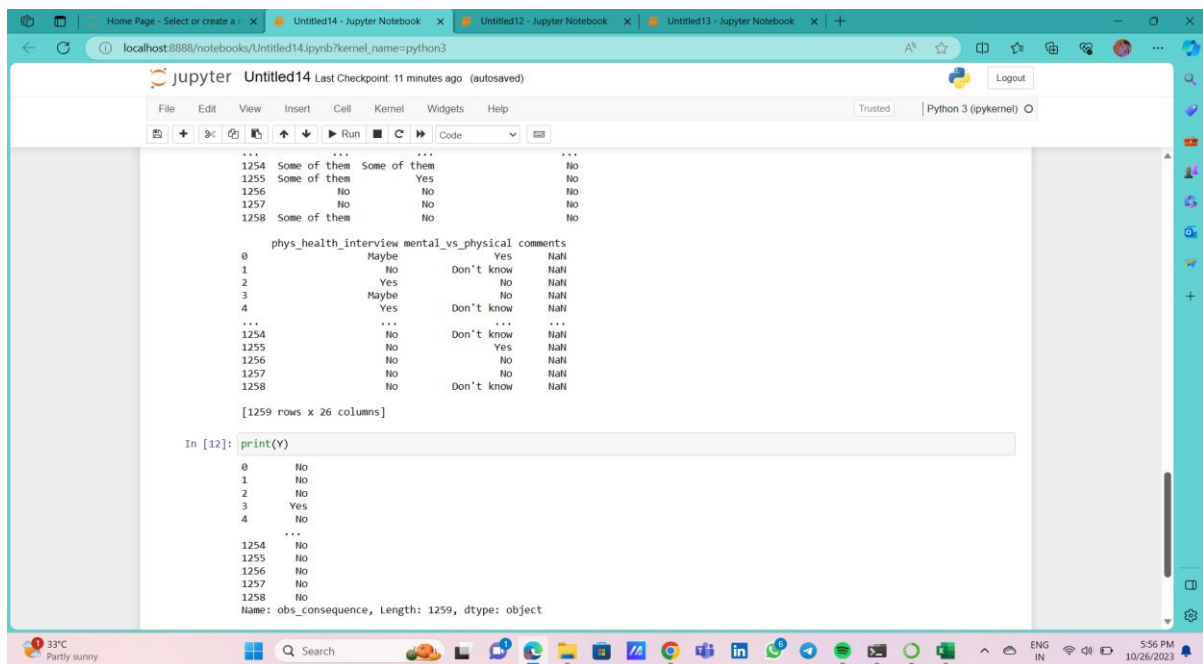 Home Page - Select or create a n
Untitled14 - Jupyter Notebook
Untitled12 - Jupyter Notebook
Untitled13 - Jupyter Notebook
localhost:8888/notebooks/Untitled14.ipynb?kernel_name=python3
jupyter Untitled14 Last Checkpoint: 11 minutes ago (autosaved)
Logout
File Edit View Insert Cell Kernel Widgets Help
Trusted Python 3 (ipykernel)
Run Code
... ... ... ...
1254 Some of them Some of them No
1255 Some of them Yes No
1256 No No No
1257 No No No
1258 Some of them No No
phys_health_interview mental_vs_physical comments
0 Maybe Yes NaN
1 No Don't know NaN
2 Yes No NaN
3 Maybe No NaN
4 Yes Don't know NaN
... ... ... ...
1254 No Don't know NaN
1255 No Yes NaN
1256 No No NaN
1257 No No NaN
1258 No Don't know NaN
[1259 rows x 26 columns]
In [12]: print(Y)
0 No
1 No
2 No
3 Yes
4 No
...
1254 No
1255 No
1256 No
1257 No
1258 No
Name: obs_consequence, Length: 1259, dtype: object
1 33°C
Partly sunny
Search
ENG
IN
5:56 PM
10/26/2023